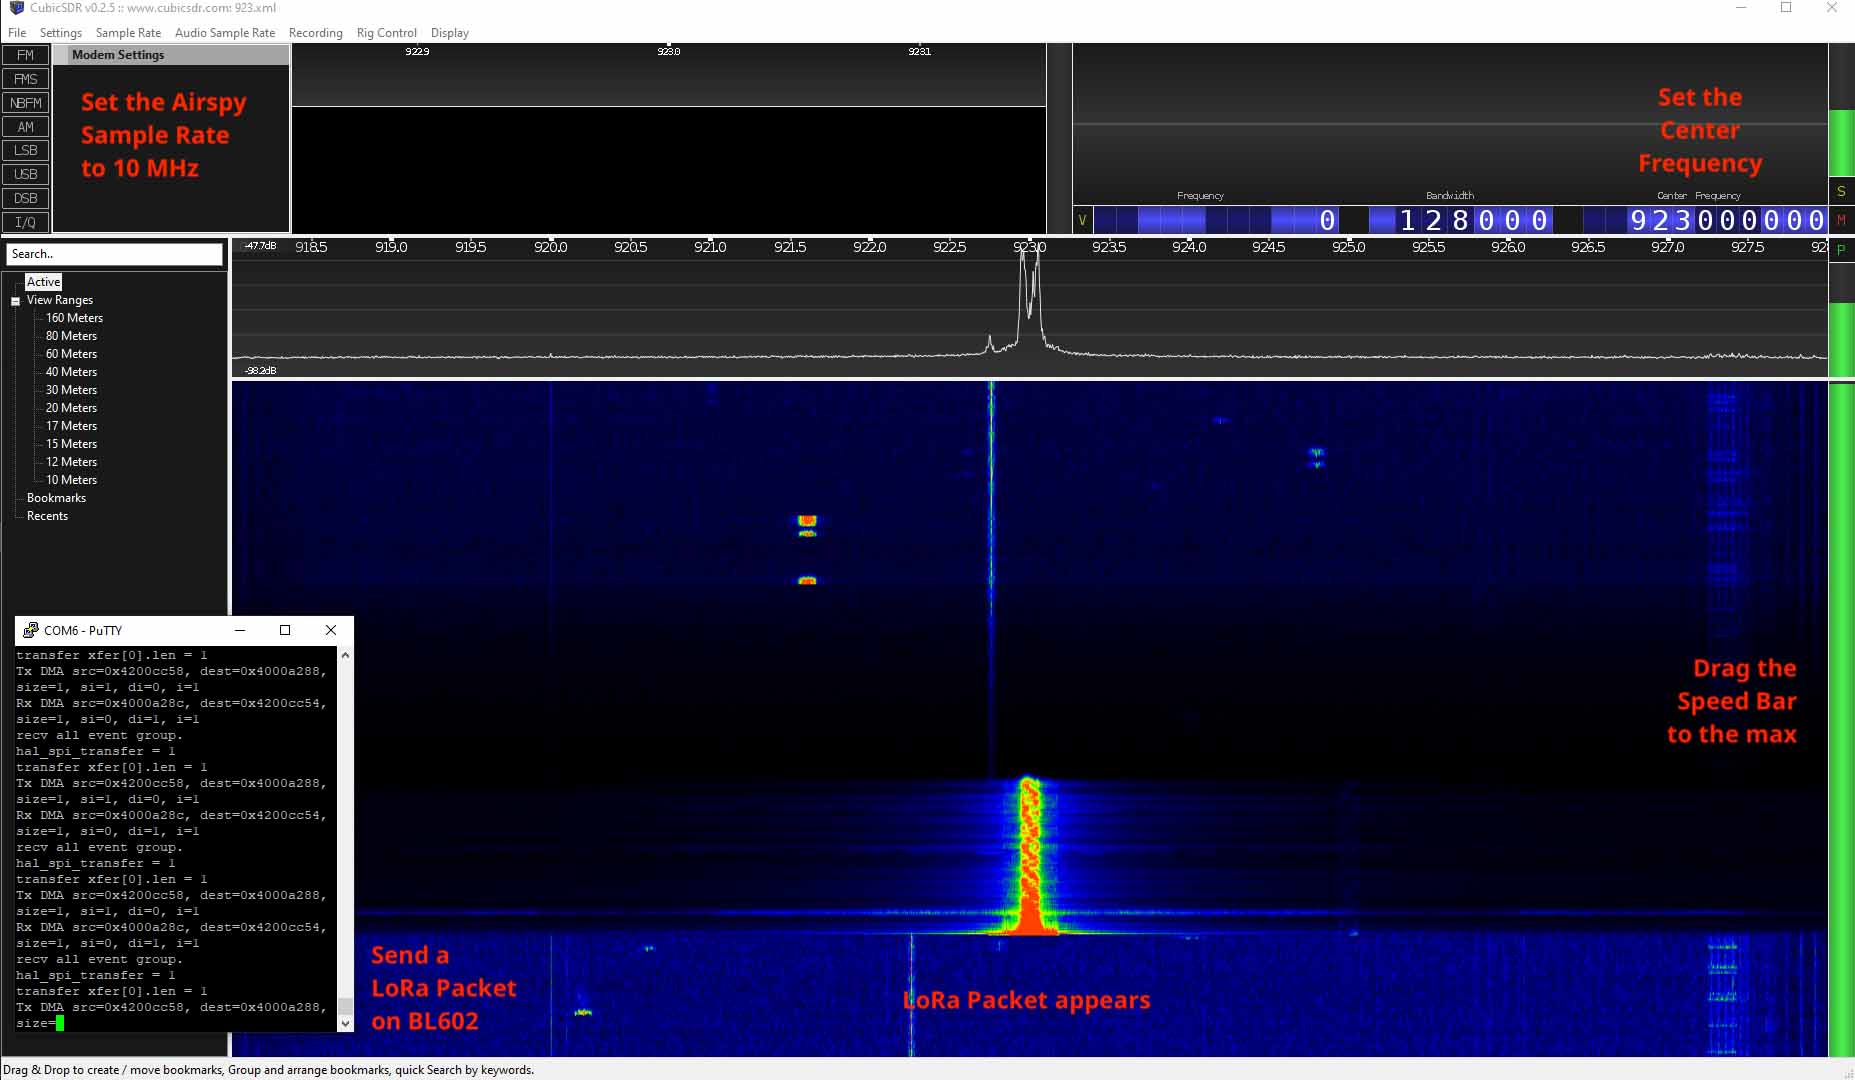 CubicSDR v0.2.5 :: www.cubicsdr.com: 923.xml
File Settings Sample Rate Audio Sample Rate Recording Rig Control Display
FM
FMS
NBFM
AM
LSB
USB
DSB
I/Q
Modem Settings
Set the Airspy
Sample Rate
to 10 MHz
922.9 923.0 923.1
Set the
Center
Frequency
Frequency Bandwidth Center Frequency
V 0 128000 923000000
S
M
P
-47.7dB 918.5 919.0 919.5 920.0 920.5 921.0 921.5 922.0 922.5 923.0 923.5 924.0 924.5 925.0 925.5 926.0 926.5 927.0 927.5 92
-98.2dB
Search..
Active
View Ranges
160 Meters
80 Meters
60 Meters
40 Meters
30 Meters
20 Meters
17 Meters
15 Meters
12 Meters
10 Meters
Bookmarks
Recents
COM6 - PuTTY
transfer xfer[0].len = 1
Tx DMA src=0x4200cc58, dest=0x4000a288,
size=1, si=1, di=0, i=1
Rx DMA src=0x4000a28c, dest=0x4200cc54,
size=1, si=0, di=1, i=1
recv all event group.
hal_spi_transfer = 1
transfer xfer[0].len = 1
Tx DMA src=0x4200cc58, dest=0x4000a288,
size=1, si=1, di=0, i=1
Rx DMA src=0x4000a28c, dest=0x4200cc54,
size=1, si=0, di=1, i=1
recv all event group.
hal_spi_transfer = 1
transfer xfer[0].len = 1
Tx DMA src=0x4200cc58, dest=0x4000a288,
size=1, si=1, di=0, i=1
Rx DMA src=0x4000a28c, dest=0x4200cc54,
size=1, si=0, di=1, i=1
recv all event group.
hal_spi_transfer = 1
transfer xfer[0].len = 1
Tx DMA src=0x4200cc58, dest=0x4000a288,
size=
Drag the
Speed Bar
to the max
Send a
LoRa Packet
on BL602
LoRa Packet appears
Drag & Drop to create / move bookmarks, Group and arrange bookmarks, quick Search by keywords.